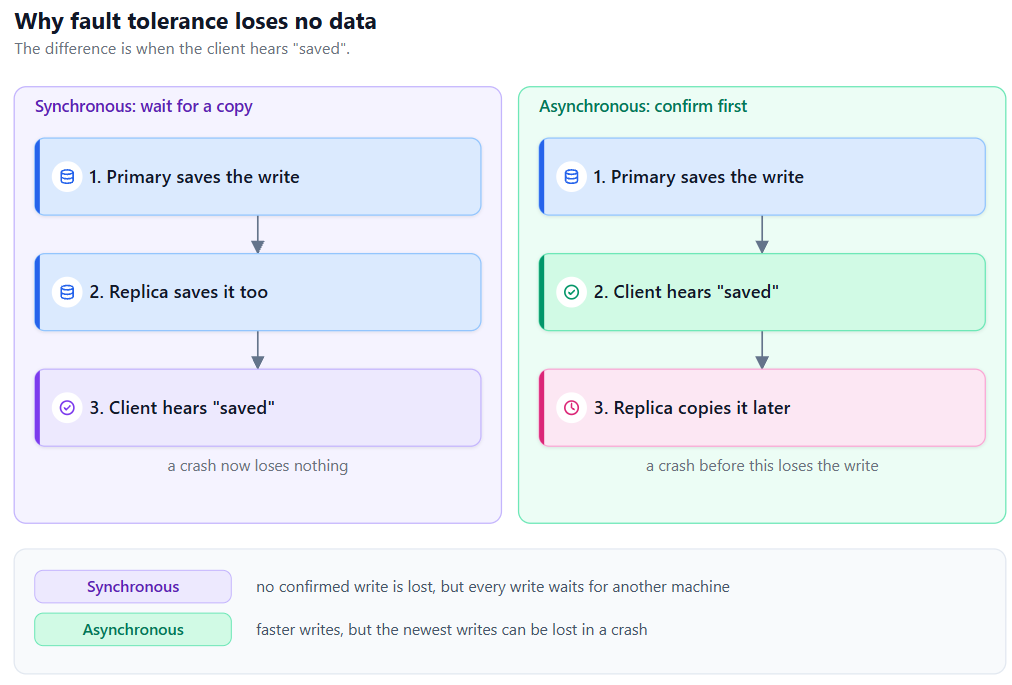 Why fault tolerance loses no data
The difference is when the client hears "saved".
Synchronous: wait for a copy
1. Primary saves the write
2. Replica saves it too
3. Client hears "saved"
a crash now loses nothing
Asynchronous: confirm first
1. Primary saves the write
2. Client hears "saved"
3. Replica copies it later
a crash before this loses the write
Synchronous no confirmed write is lost, but every write waits for another machine
Asynchronous faster writes, but the newest writes can be lost in a crash